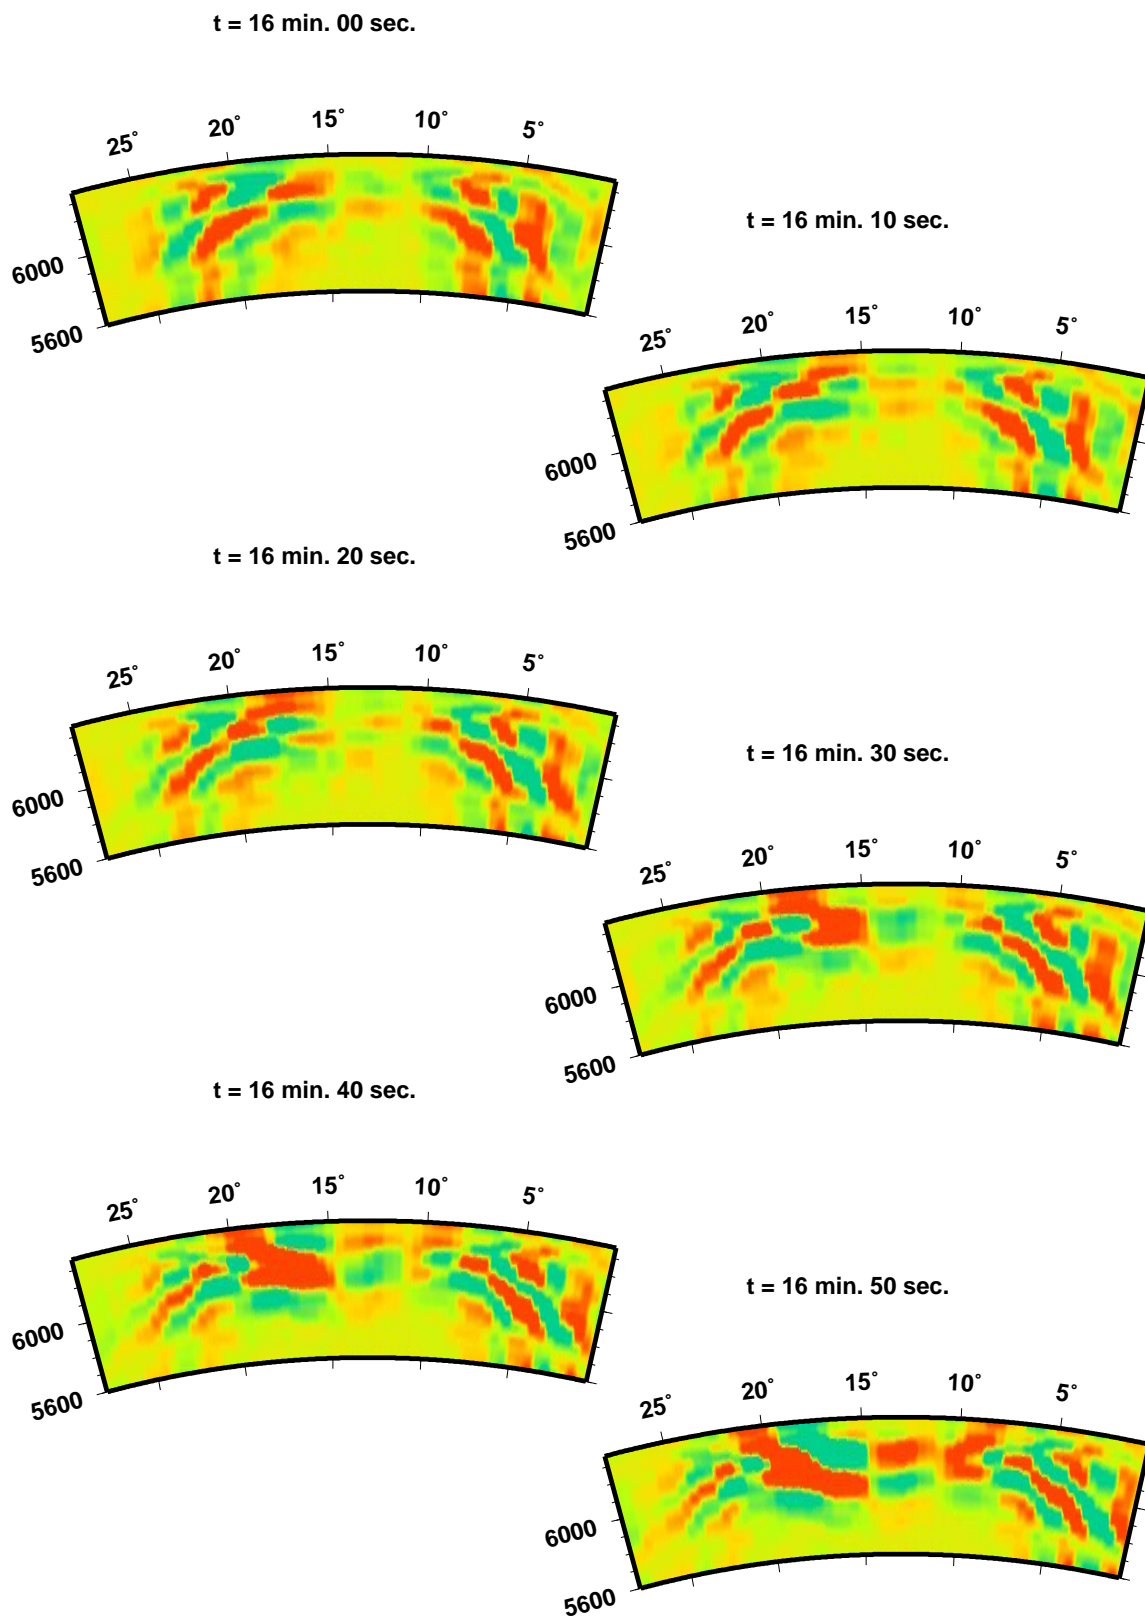 t = 16 min. 00 sec.
25° 20° 15° 10° 5°
6000
5600
t = 16 min. 10 sec.
25° 20° 15° 10° 5°
6000
5600
t = 16 min. 20 sec.
25° 20° 15° 10° 5°
6000
5600
t = 16 min. 30 sec.
25° 20° 15° 10° 5°
6000
5600
t = 16 min. 40 sec.
25° 20° 15° 10° 5°
6000
5600
t = 16 min. 50 sec.
25° 20° 15° 10° 5°
6000
5600